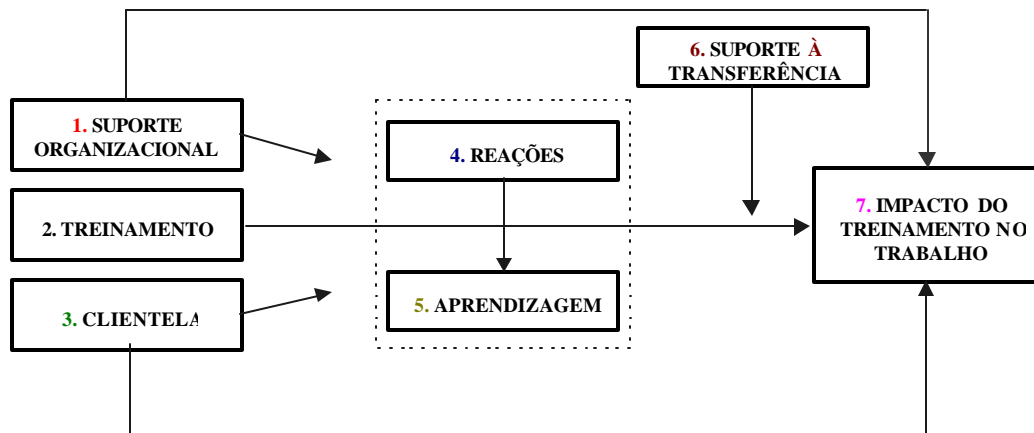 6. SUPORTE À
TRANSFERÊNCIA
1. SUPORTE
ORGANIZACIONAL
4. REAÇÕES
2. TREINAMENTO
7. IMPACTO DO
TREINAMENTO NO
TRABALHO
3. CLIENTELA
5. APRENDIZAGEM